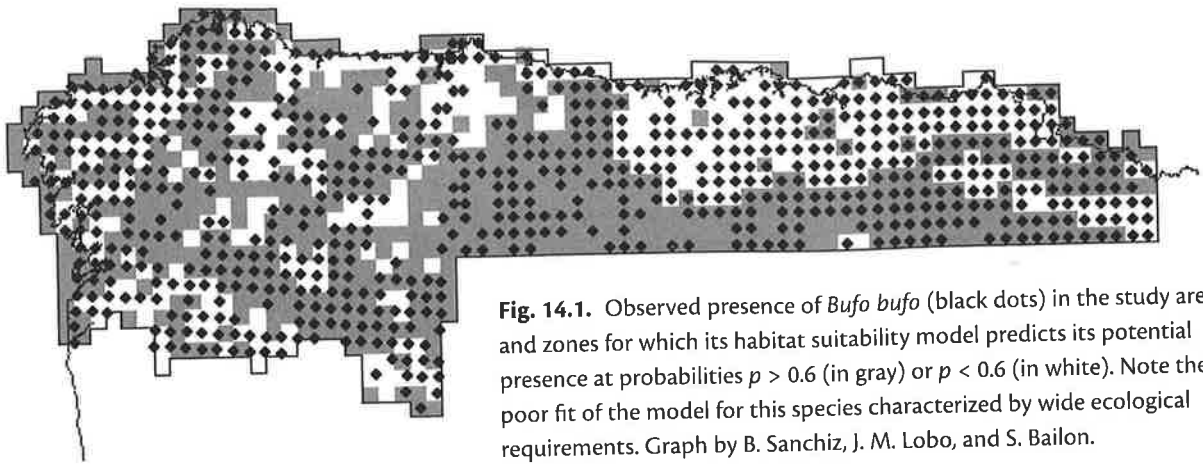 Fig. 14.1. Observed presence of Bufo bufo (black dots) in the study are
and zones for which its habitat suitability model predicts its potential
presence at probabilities p > 0.6 (in gray) or p < 0.6 (in white). Note the
poor fit of the model for this species characterized by wide ecological
requirements. Graph by B. Sanchiz, J. M. Lobo, and S. Bailon.